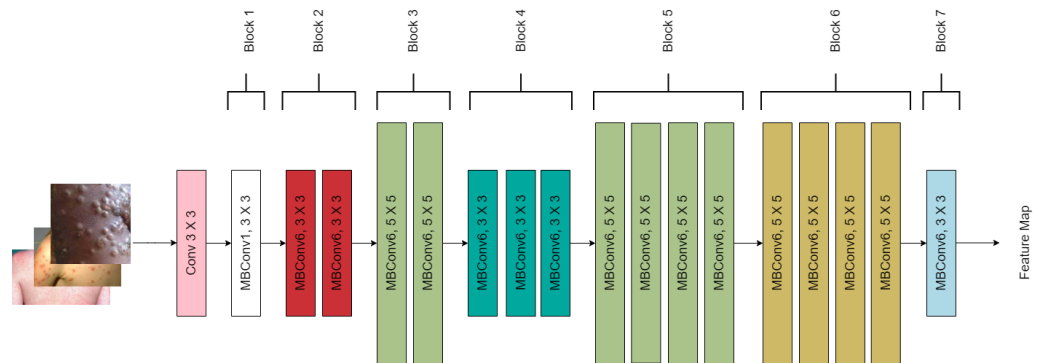 Block 1
Block 2
Block 3
Block 4
Block 5
Block 6
Block 7
Conv 3 X 3
MBConv1, 3 X 3
MBConv6, 3 X 3
MBConv6, 3 X 3
MBConv6, 5 X 5
MBConv6, 5 X 5
MBConv6, 3 X 3
MBConv6, 3 X 3
MBConv6, 3 X 3
MBConv6, 5 X 5
MBConv6, 5 X 5
MBConv6, 5 X 5
MBConv6, 5 X 5
MBConv6, 5 X 5
MBConv6, 5 X 5
MBConv6, 5 X 5
MBConv6, 5 X 5
MBConv6, 3 X 3
Feature Map